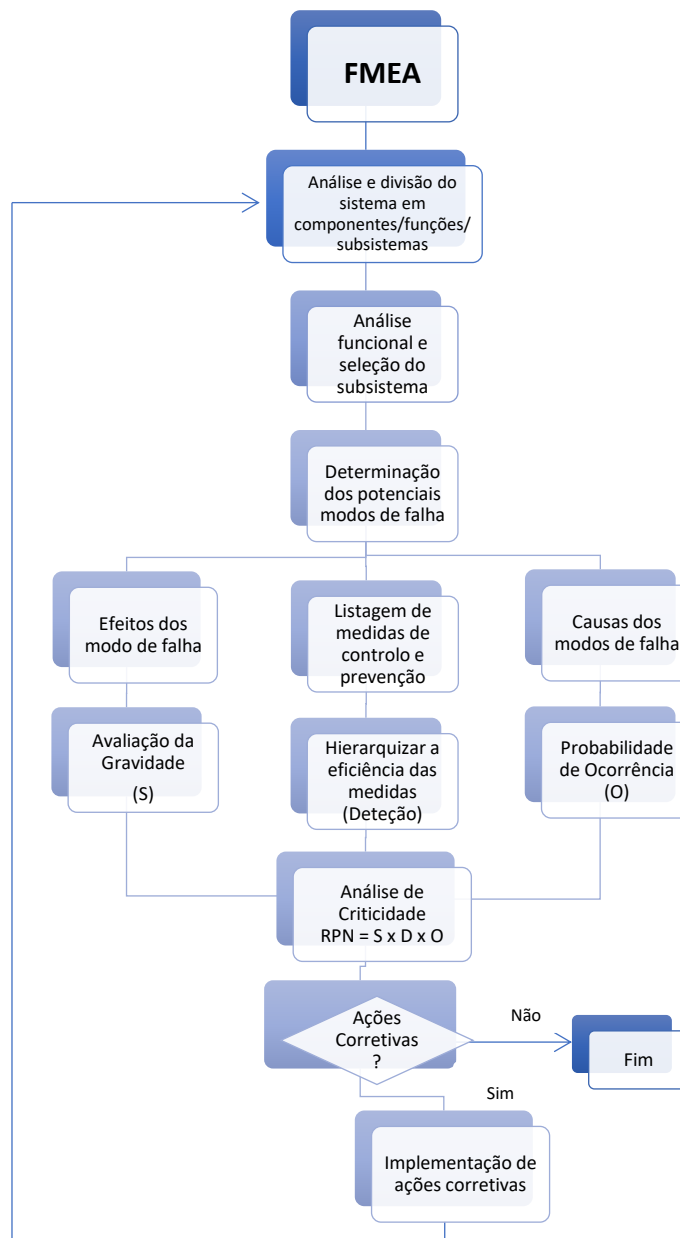 FMEA
Análise e divisão do
sistema em
componentes/funções/
subsistemas
Análise
funcional e
seleção do
subsistema
Determinação
dos potenciais
modos de falha
Efeitos dos
modo de falha
Listagem de
medidas de
controlo e
prevenção
Causas dos
modos de falha
Avaliação da
Gravidade
(S)
Hierarquizar a
eficiência das
medidas
(Deteção)
Probabilidade
de Ocorrência
(O)
Análise de
Criticidade
RPN = S x D x O
Ações
Corretivas
?
Não
Fim
Sim
Implementação de
ações corretivas